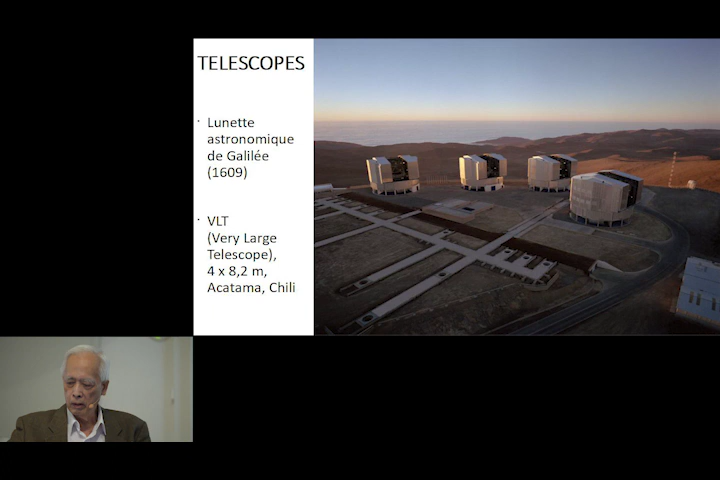 TELESCOPES
· Lunette
astronomique
de Galilée
(1609)
· VLT
(Very Large
Telescope),
4 x 8,2 m,
Acatama, Chili